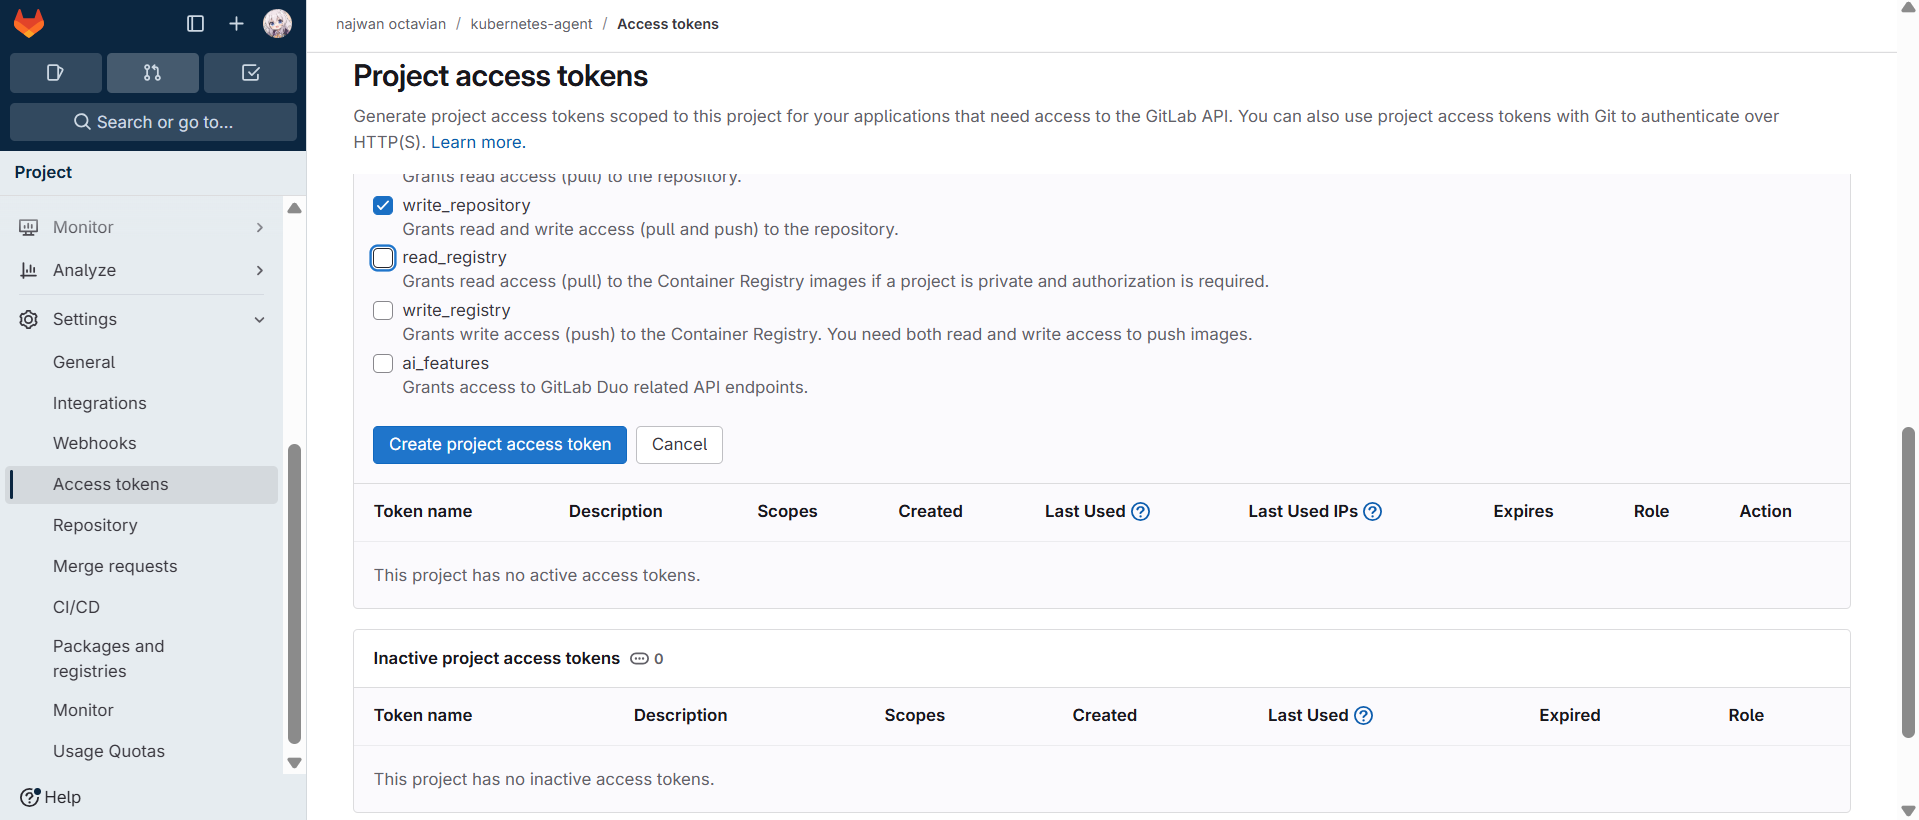 Search or go to...
Project
Monitor
Analyze
Settings
General
Integrations
Webhooks
Access tokens
Repository
Merge requests
CI/CD
Packages and
registries
Monitor
Usage Quotas
Help
najwan octavian / kubernetes-agent / Access tokens
Project access tokens
Generate project access tokens scoped to this project for your applications that need access to the GitLab API. You can also use project access tokens with Git to authenticate over
HTTP(S). Learn more.
Grants read access (pull) to the repository.
write_repository
Grants read and write access (pull and push) to the repository.
read_registry
Grants read access (pull) to the Container Registry images if a project is private and authorization is required.
write_registry
Grants write access (push) to the Container Registry. You need both read and write access to push images.
ai_features
Grants access to GitLab Duo related API endpoints.
Create project access token Cancel
Token name Description Scopes Created Last Used Last Used IPs Expires Role Action
This project has no active access tokens.
Inactive project access tokens 0
Token name Description Scopes Created Last Used Expired Role
This project has no inactive access tokens.